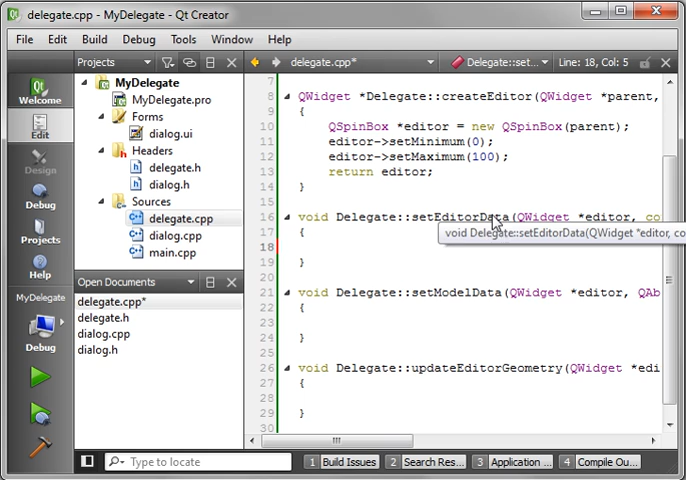 delegate.cpp - MyDelegate - Qt Creator
File Edit Build Debug Analyze Tools Window Help
Projects
delegate.cpp*
Delegate::set...
Line: 18, Col: 5
Welcome
Edit
Design
Debug
Projects
Help
MyDelegate
Debug
MyDelegate
MyDelegate.pro
Forms
dialog.ui
Headers
delegate.h
dialog.h
Sources
delegate.cpp
dialog.cpp
main.cpp
Open Documents
delegate.cpp*
delegate.h
dialog.cpp
dialog.h
7
8 QWidget *Delegate::createEditor(QWidget *parent,
9 {
10 QSpinBox *editor = new QSpinBox(parent);
11 editor->setMinimum(0);
12 editor->setMaximum(100);
13 return editor;
14 }
15
16 void Delegate::setEditorData(QWidget *editor, co
17 {
void Delegate::setEditorData(QWidget *editor, co
18
19 }
20
21 void Delegate::setModelData(QWidget *editor, QAb
22 {
23
24 }
25
26 void Delegate::updateEditorGeometry(QWidget *edi
27 {
28
29 }
30
Type to locate
1 Build Issues
2 Search Res...
3 Application ...
4 Compile Ou...